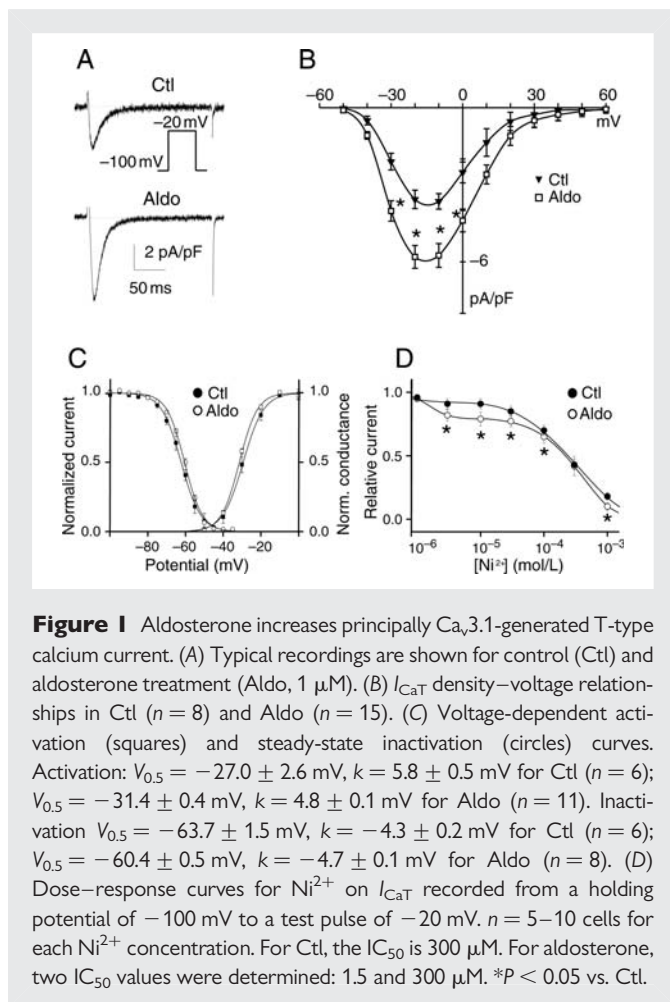 A
Ctl
−20 mV
−100 mV
Aldo
2 pA/pF
50 ms
B
−60 −30 0 30 60
mV
Ctl
Aldo
* * * *
−6
pA/pF
C
Ctl
Aldo
Normalized current
1.0
0.5
0.0
−80 −60 −40 −20
Potential (mV)
1.0
0.5
0.0
Norm. conductance
D
Ctl
Aldo
Relative current
1.0
0.5
0.0
* * * * *
10⁻⁶ 10⁻⁵ 10⁻⁴ 10⁻³
[Ni²⁺] (mol/L)
Figure 1 Aldosterone increases principally Caᵥ3.1-generated T-type
calcium current. (A) Typical recordings are shown for control (Ctl) and
aldosterone treatment (Aldo, 1 μM). (B) I_CaT density–voltage relation-
ships in Ctl (n = 8) and Aldo (n = 15). (C) Voltage-dependent acti-
vation (squares) and steady-state inactivation (circles) curves.
Activation: V₀.₅ = −27.0 ± 2.6 mV, k = 5.8 ± 0.5 mV for Ctl (n = 6);
V₀.₅ = −31.4 ± 0.4 mV, k = 4.8 ± 0.1 mV for Aldo (n = 11). Inacti-
vation V₀.₅ = −63.7 ± 1.5 mV, k = −4.3 ± 0.2 mV for Ctl (n = 6);
V₀.₅ = −60.4 ± 0.5 mV, k = −4.7 ± 0.1 mV for Aldo (n = 8). (D)
Dose–response curves for Ni²⁺ on I_CaT recorded from a holding
potential of −100 mV to a test pulse of −20 mV. n = 5–10 cells for
each Ni²⁺ concentration. For Ctl, the IC₅₀ is 300 μM. For aldosterone,
two IC₅₀ values were determined: 1.5 and 300 μM. *P < 0.05 vs. Ctl.